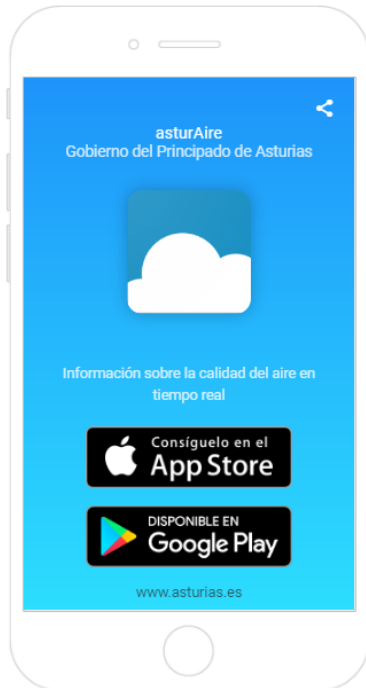 asturAire
Gobierno del Principado de Asturias
Información sobre la calidad del aire en
tiempo real
Consíguelo en el
App Store
DISPONIBLE EN
Google Play
www.asturias.es